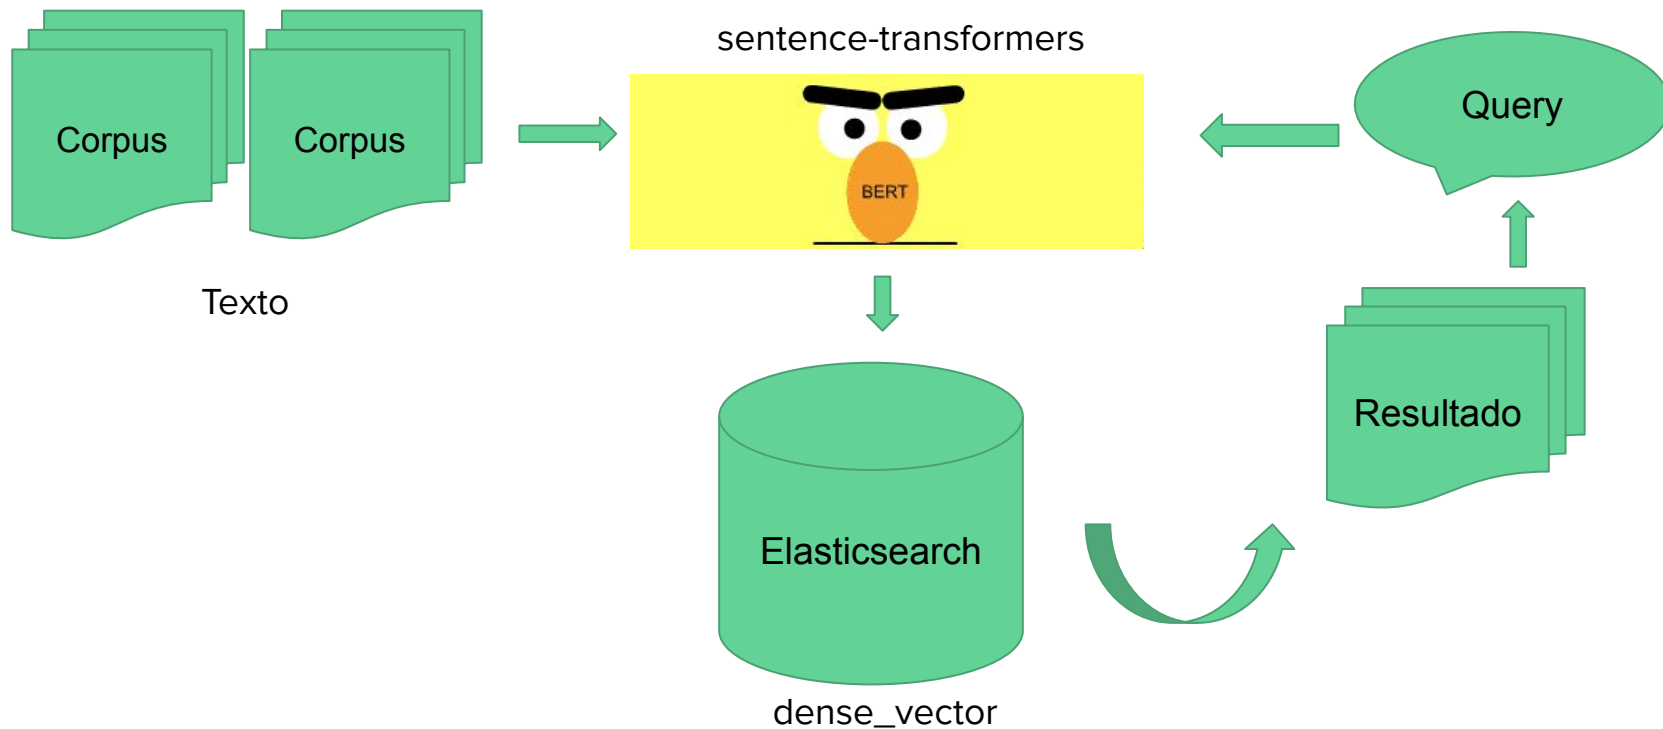 sentence-transformers
Corpus
Corpus
Query
BERT
Texto
Resultado
Elasticsearch
dense_vector